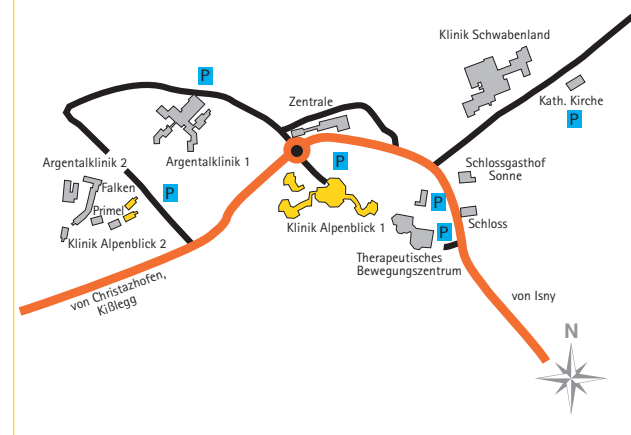 Klinik Schwabenland
P
Zentrale
Kath. Kirche
P
Argentalklinik 2
Argentalklinik 1
P
Schlossgasthof
Sonne
Falken
P
Primel
P
Klinik Alpenblick 1
Schloss
P
Klinik Alpenblick 2
Therapeutisches
Bewegungszentrum
von Christazhofen,
Kißlegg
von Isny
N